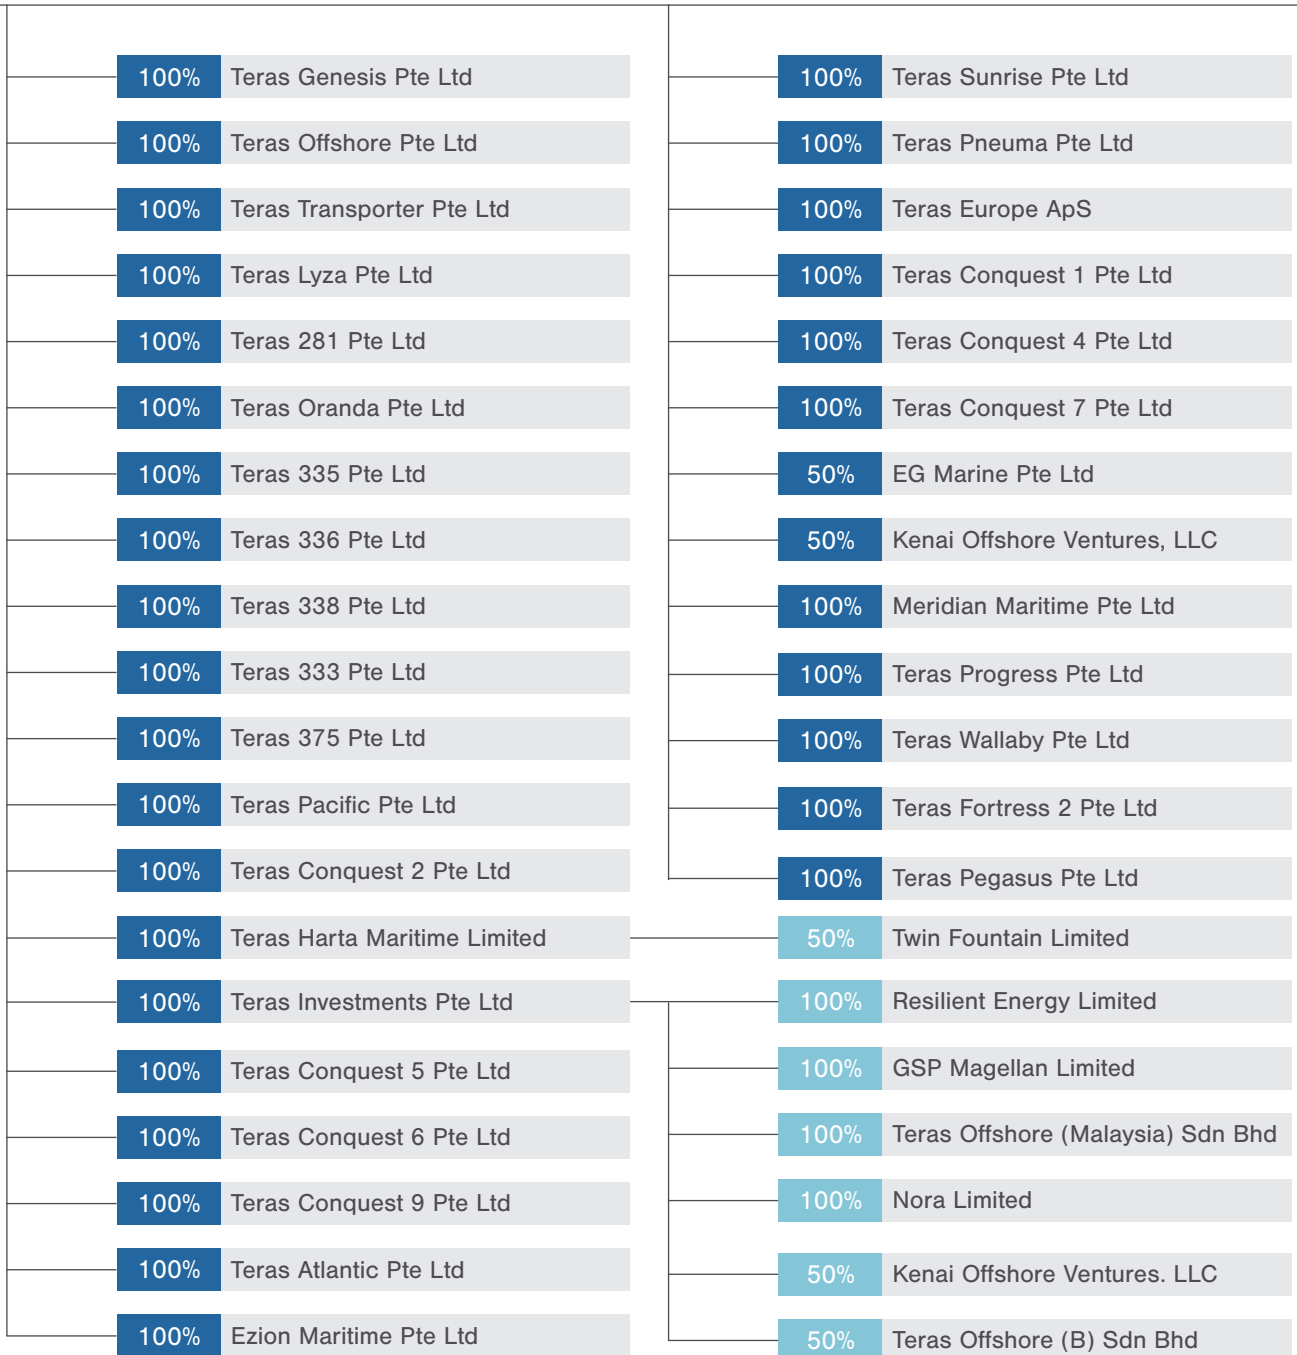 100% Teras Genesis Pte Ltd
100% Teras Offshore Pte Ltd
100% Teras Transporter Pte Ltd
100% Teras Lyza Pte Ltd
100% Teras 281 Pte Ltd
100% Teras Oranda Pte Ltd
100% Teras 335 Pte Ltd
100% Teras 336 Pte Ltd
100% Teras 338 Pte Ltd
100% Teras 333 Pte Ltd
100% Teras 375 Pte Ltd
100% Teras Pacific Pte Ltd
100% Teras Conquest 2 Pte Ltd
100% Teras Harta Maritime Limited
100% Teras Investments Pte Ltd
100% Teras Conquest 5 Pte Ltd
100% Teras Conquest 6 Pte Ltd
100% Teras Conquest 9 Pte Ltd
100% Teras Atlantic Pte Ltd
100% Ezion Maritime Pte Ltd
100% Teras Sunrise Pte Ltd
100% Teras Pneuma Pte Ltd
100% Teras Europe ApS
100% Teras Conquest 1 Pte Ltd
100% Teras Conquest 4 Pte Ltd
100% Teras Conquest 7 Pte Ltd
50% EG Marine Pte Ltd
50% Kenai Offshore Ventures, LLC
100% Meridian Maritime Pte Ltd
100% Teras Progress Pte Ltd
100% Teras Wallaby Pte Ltd
100% Teras Fortress 2 Pte Ltd
100% Teras Pegasus Pte Ltd
50% Twin Fountain Limited
100% Resilient Energy Limited
100% GSP Magellan Limited
100% Teras Offshore (Malaysia) Sdn Bhd
100% Nora Limited
50% Kenai Offshore Ventures. LLC
50% Teras Offshore (B) Sdn Bhd